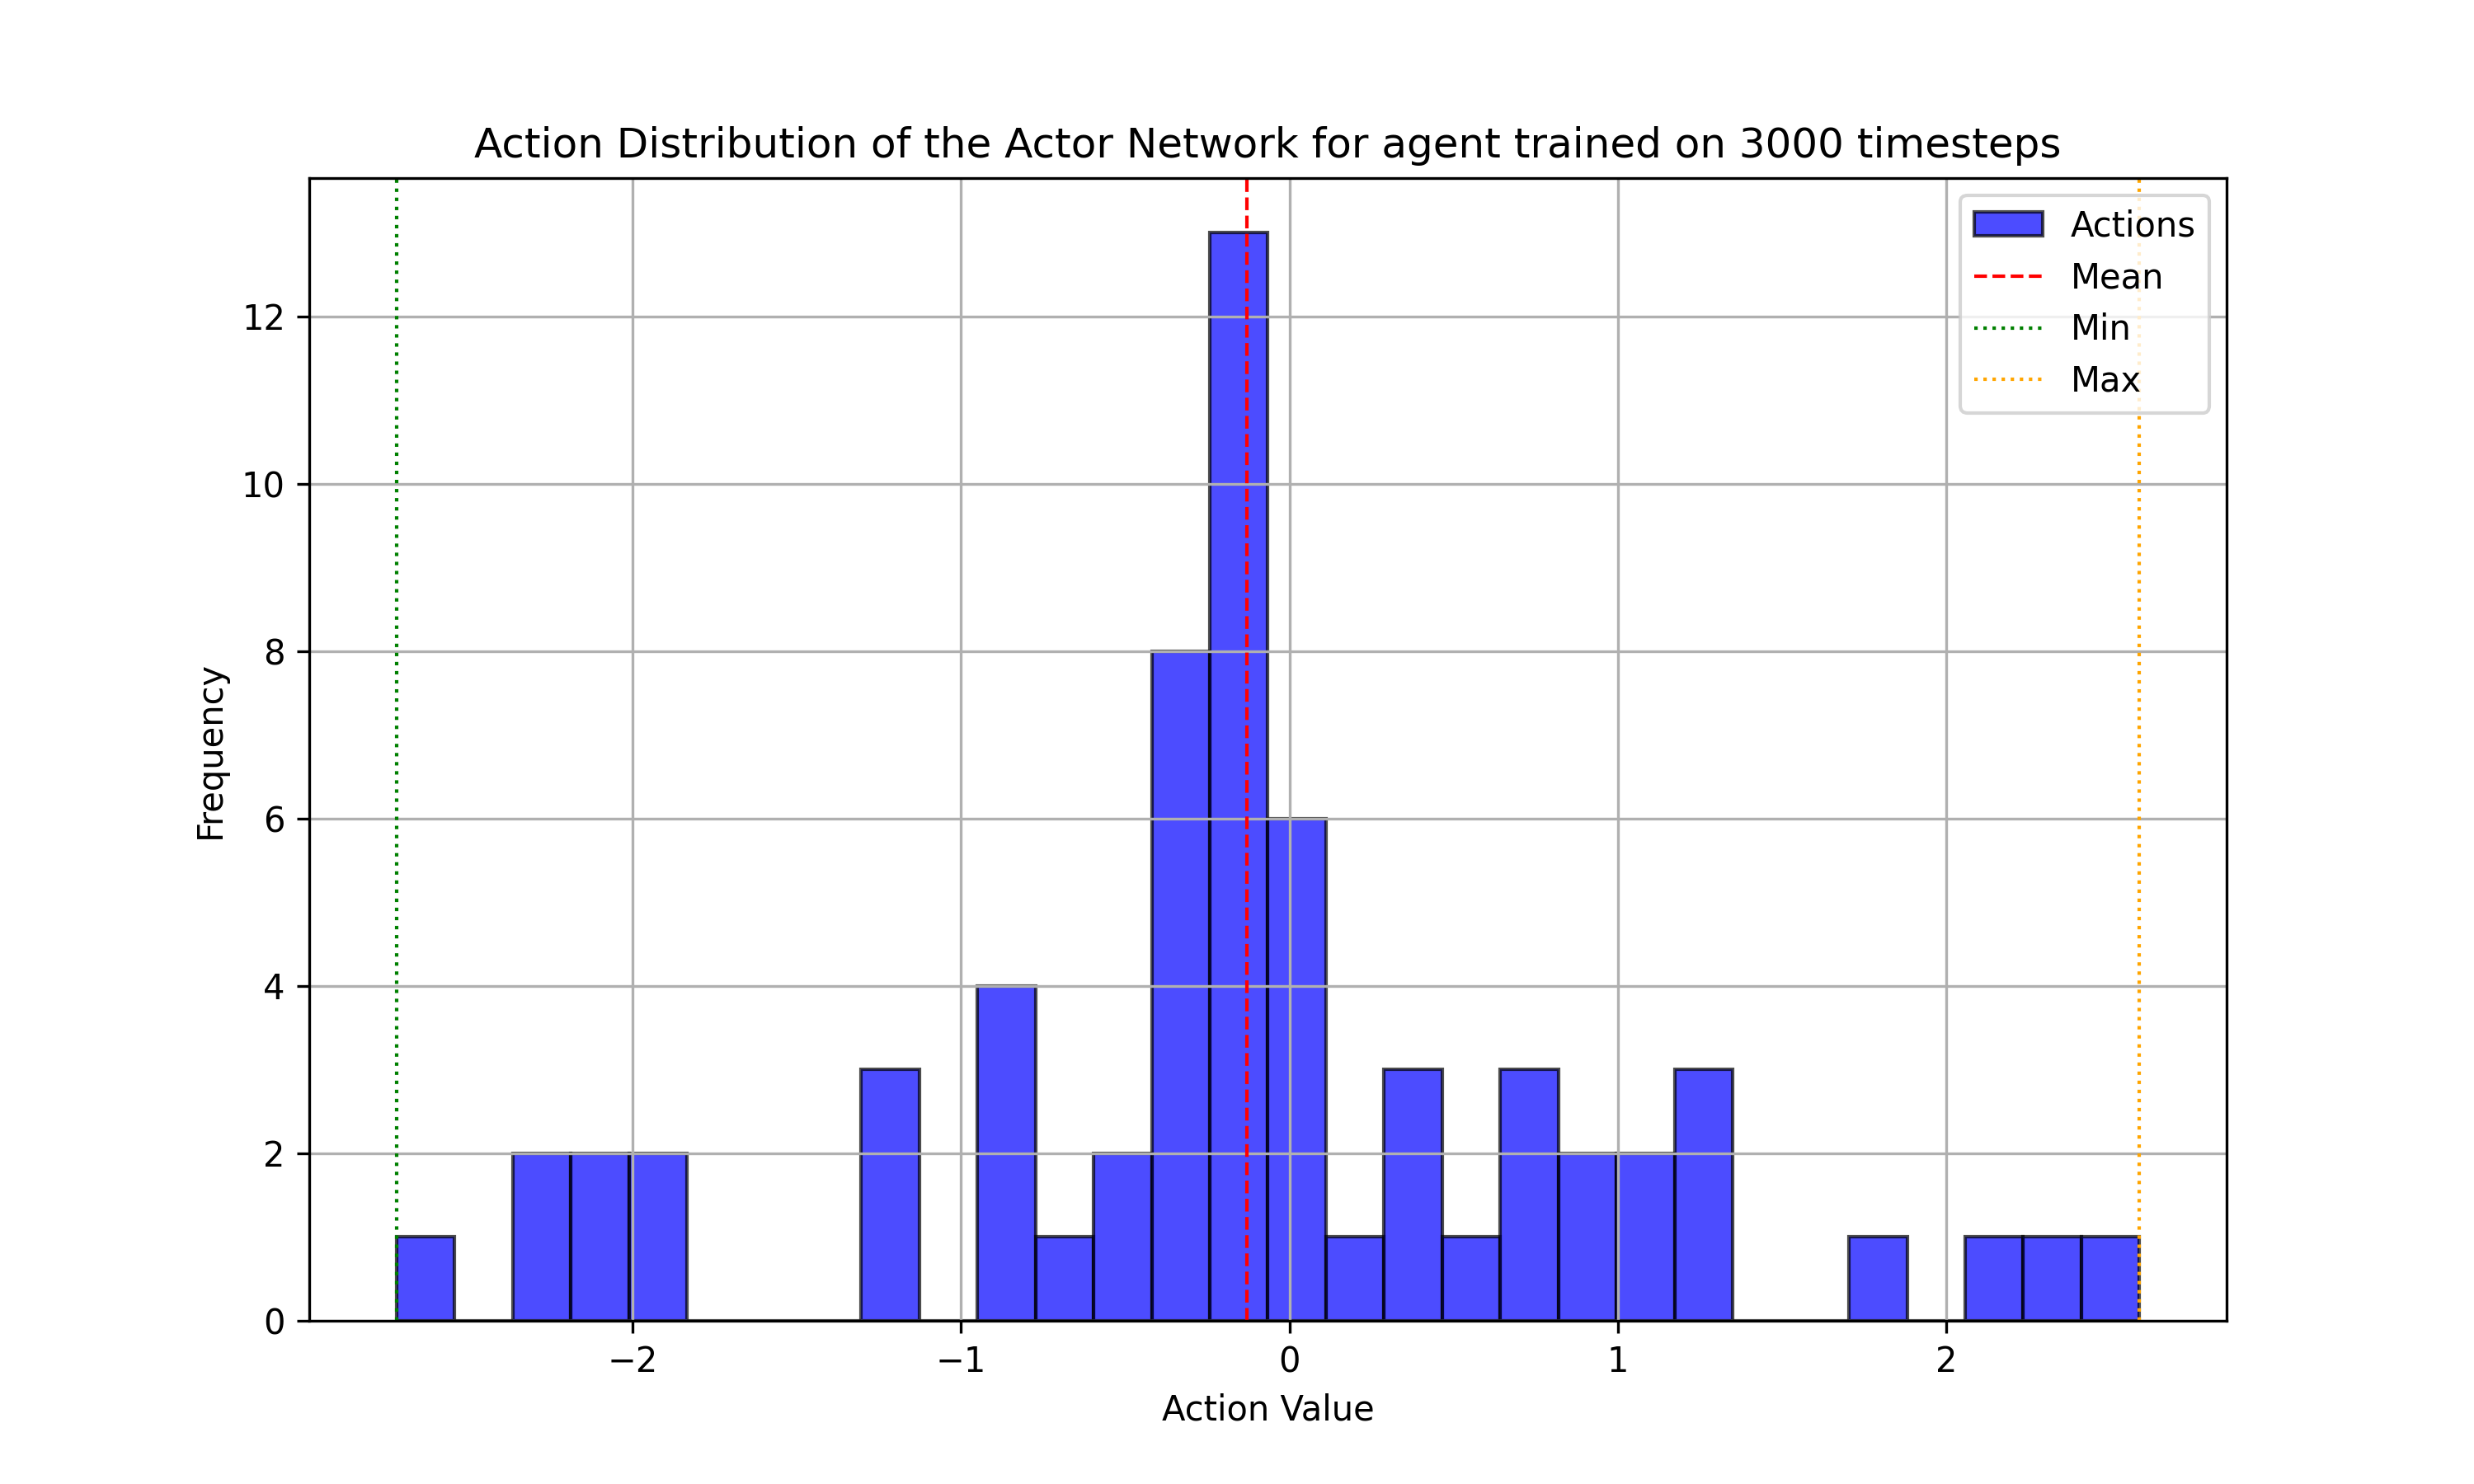 Action Distribution of the Actor Network for agent trained on 3000 timesteps
Actions
Mean
Min
Max
12
10
8
6
4
2
0
Frequency
−2
−1
0
1
2
Action Value